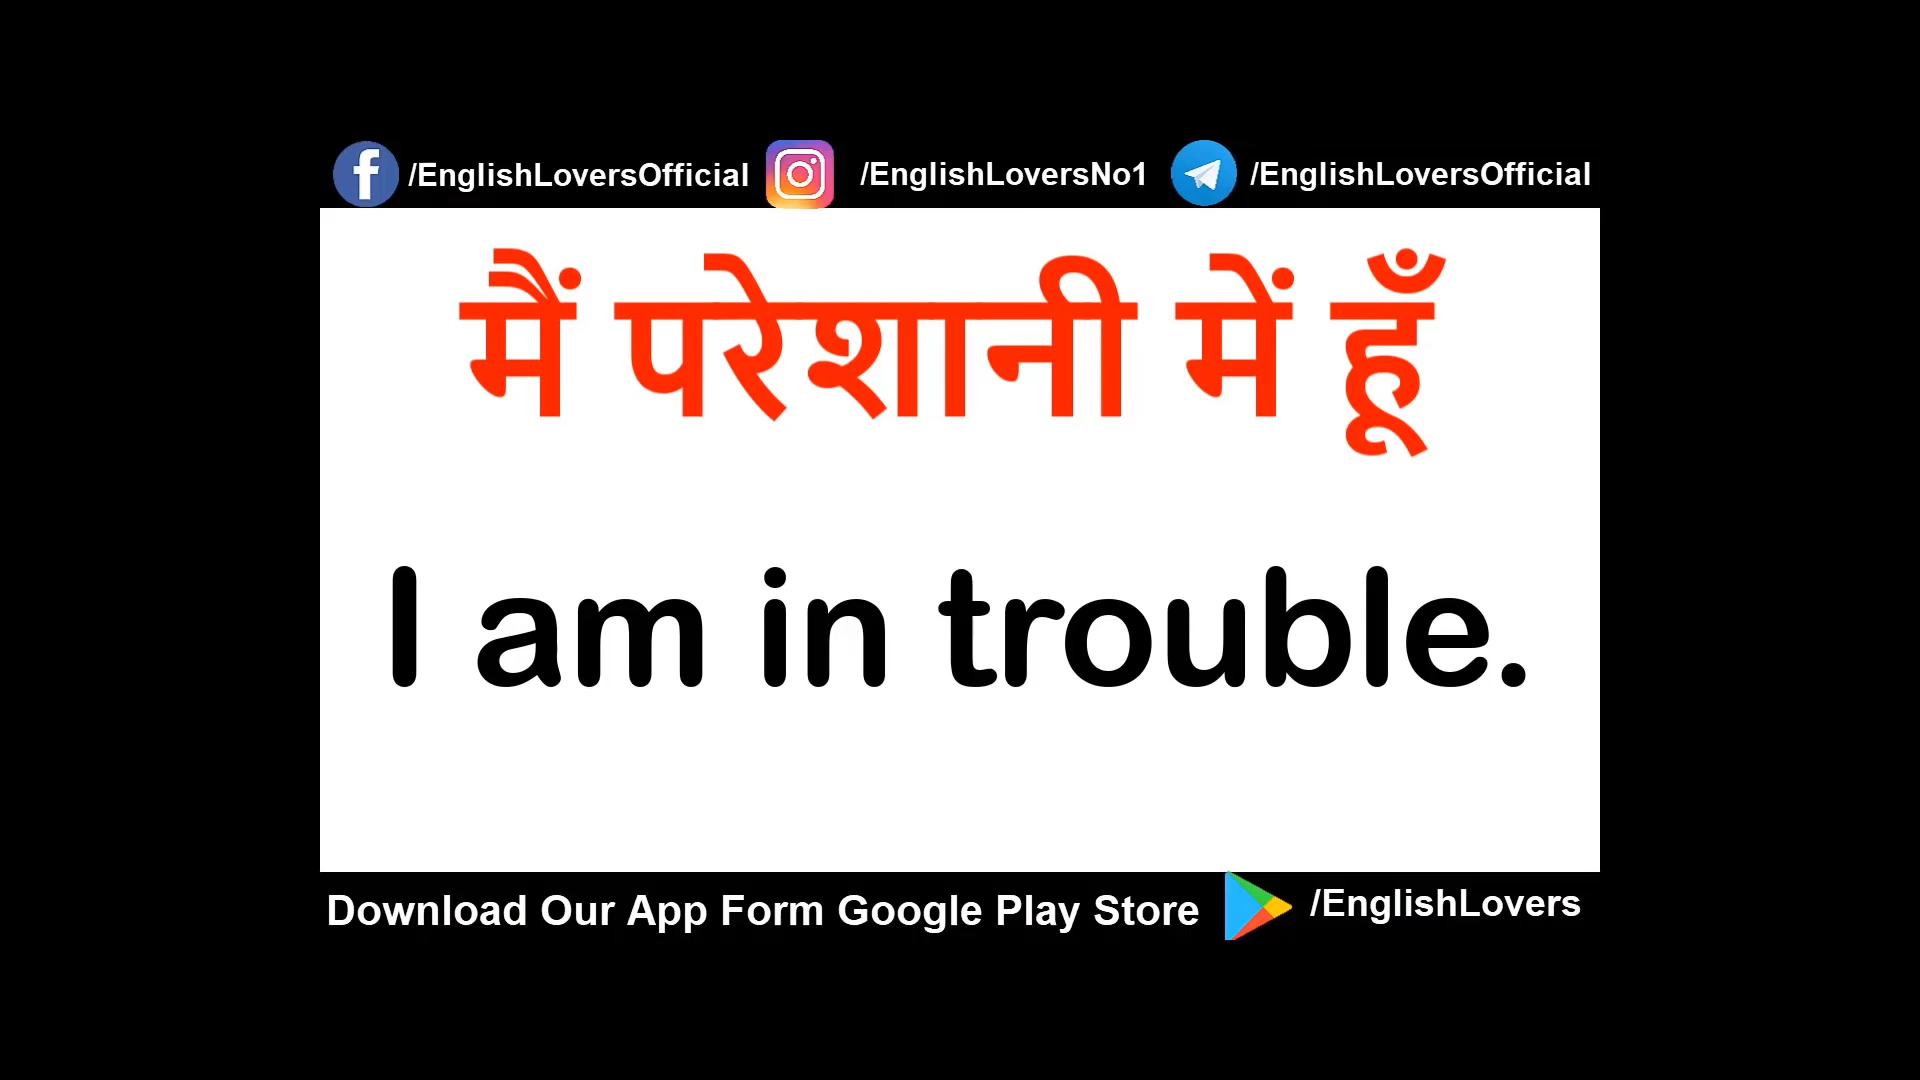 /EnglishLoversOfficial /EnglishLoversNo1 /EnglishLoversOfficial
मैं परेशानी में हूँ
I am in trouble.
Download Our App Form Google Play Store /EnglishLovers